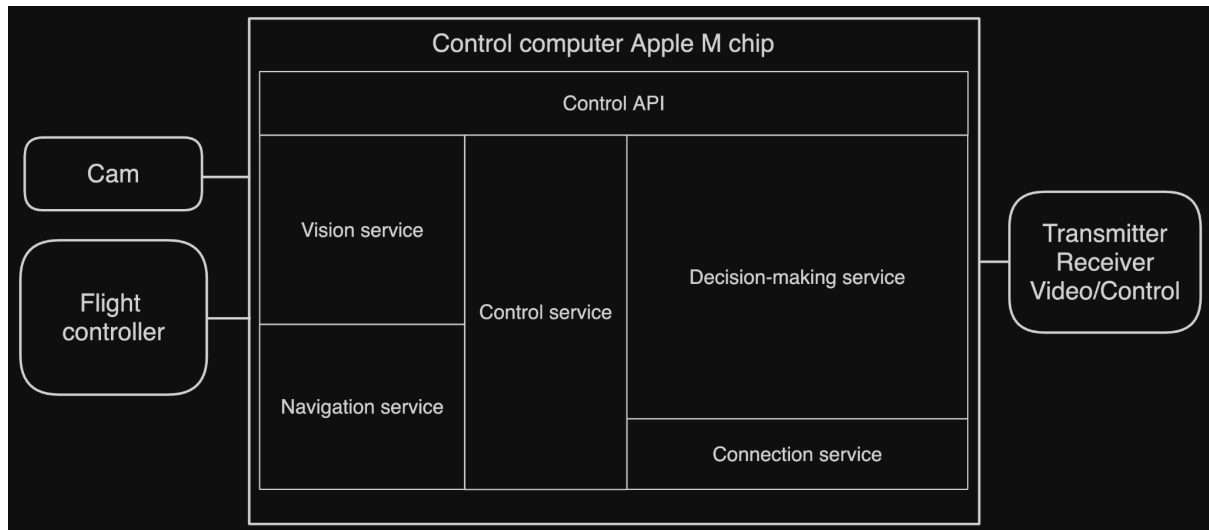 Control computer Apple M chip
Control API
Cam
Vision service
Flight
controller
Navigation service
Control service
Decision-making service
Connection service
Transmitter
Receiver
Video/Control